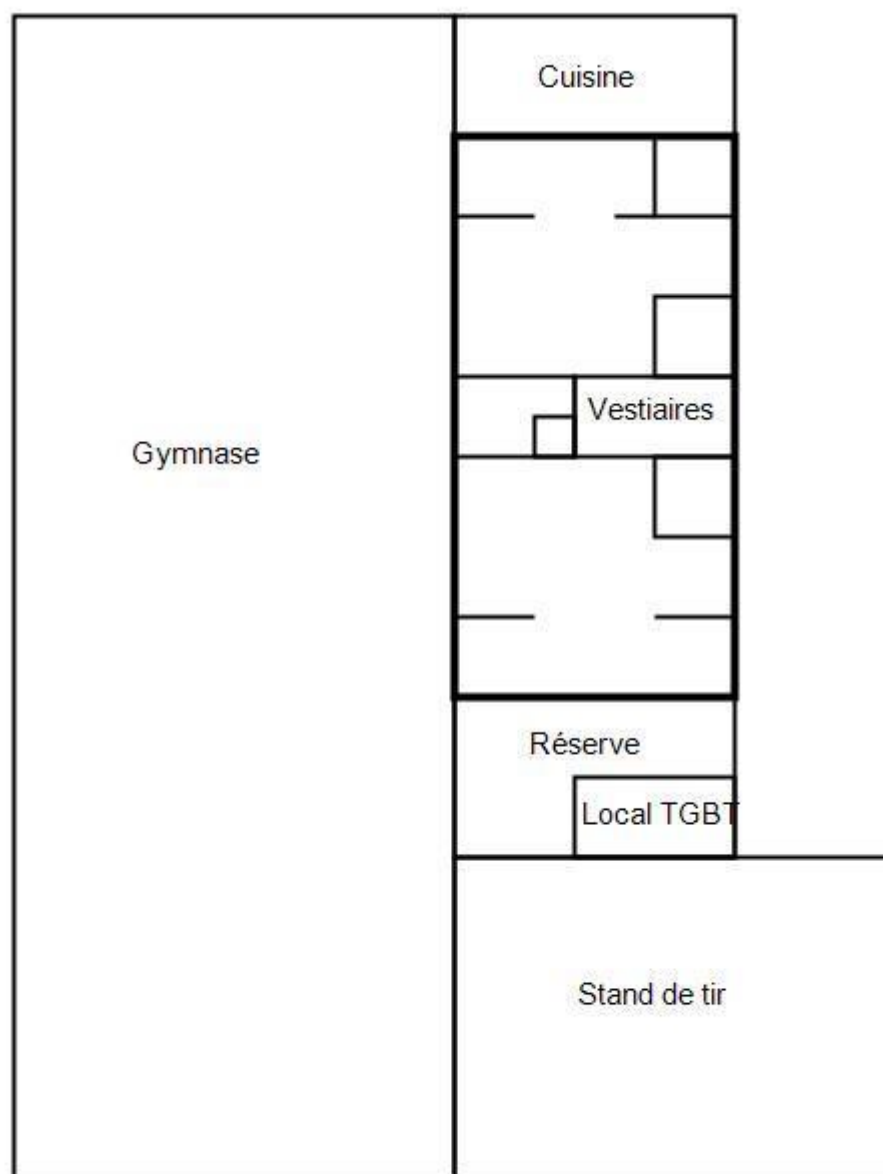 Cuisine
Vestiaires
Gymnase
Réserve
Local TGBT
Stand de tir